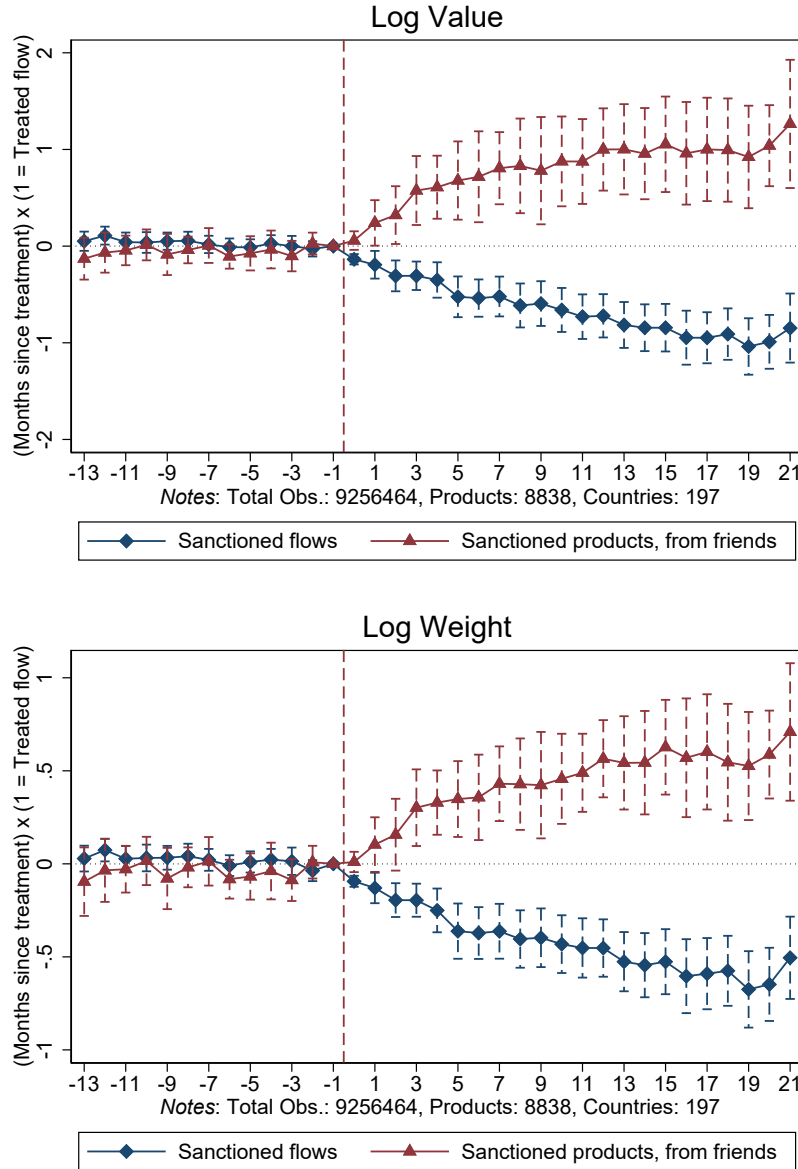 Log Value
(Months since treatment) x (1 = Treated flow)
2
1
0
-1
-2
-13 -11 -9 -7 -5 -3 -1 1 3 5 7 9 11 13 15 17 19 21
Notes: Total Obs.: 9256464, Products: 8838, Countries: 197
Sanctioned flows Sanctioned products, from friends
Log Weight
(Months since treatment) x (1 = Treated flow)
1
.5
0
-.5
-1
-13 -11 -9 -7 -5 -3 -1 1 3 5 7 9 11 13 15 17 19 21
Notes: Total Obs.: 9256464, Products: 8838, Countries: 197
Sanctioned flows Sanctioned products, from friends